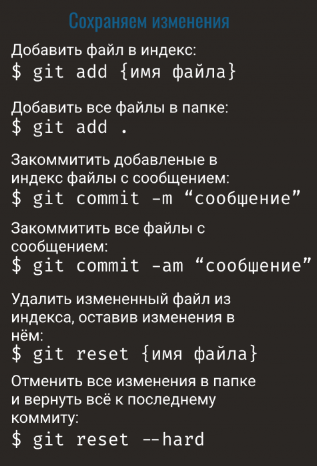 Сохраняем изменения
Добавить файл в индекс:
$ git add {имя файла}
Добавить все файлы в папке:
$ git add .
Закоммитить добавленые в
индекс файлы с сообщением:
$ git commit -m “сообщение”
Закоммитить все файлы с
сообщением:
$ git commit -am “сообщение”
Удалить измененный файл из
индекса, оставив изменения в
нём:
$ git reset {имя файла}
Отменить все изменения в папке
и вернуть всё к последнему
коммиту:
$ git reset --hard